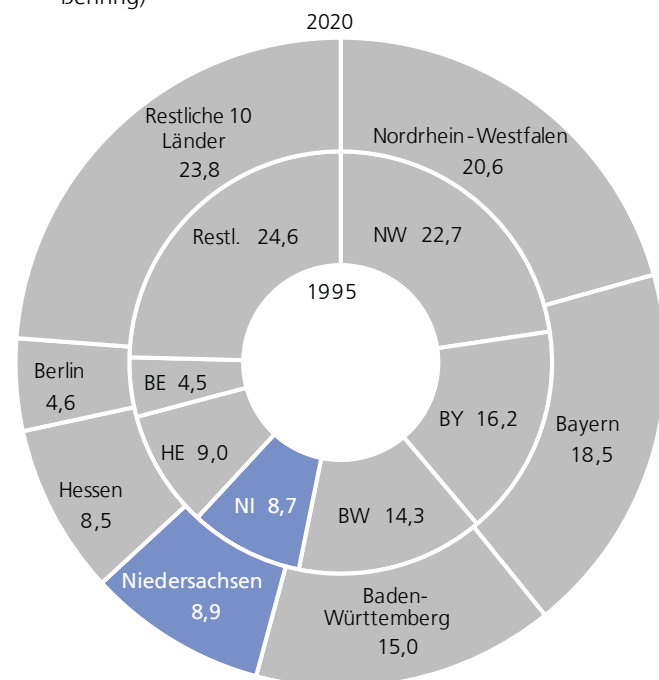 2020
Restliche 10
Länder
23,8
Nordrhein-Westfalen
20,6
Restl. 24,6
NW 22,7
1995
Berlin
4,6
BE 4,5
BY 16,2
Bayern
18,5
HE 9,0
Hessen
8,5
NI 8,7
BW 14,3
Niedersachsen
8,9
Baden-
Württemberg
15,0